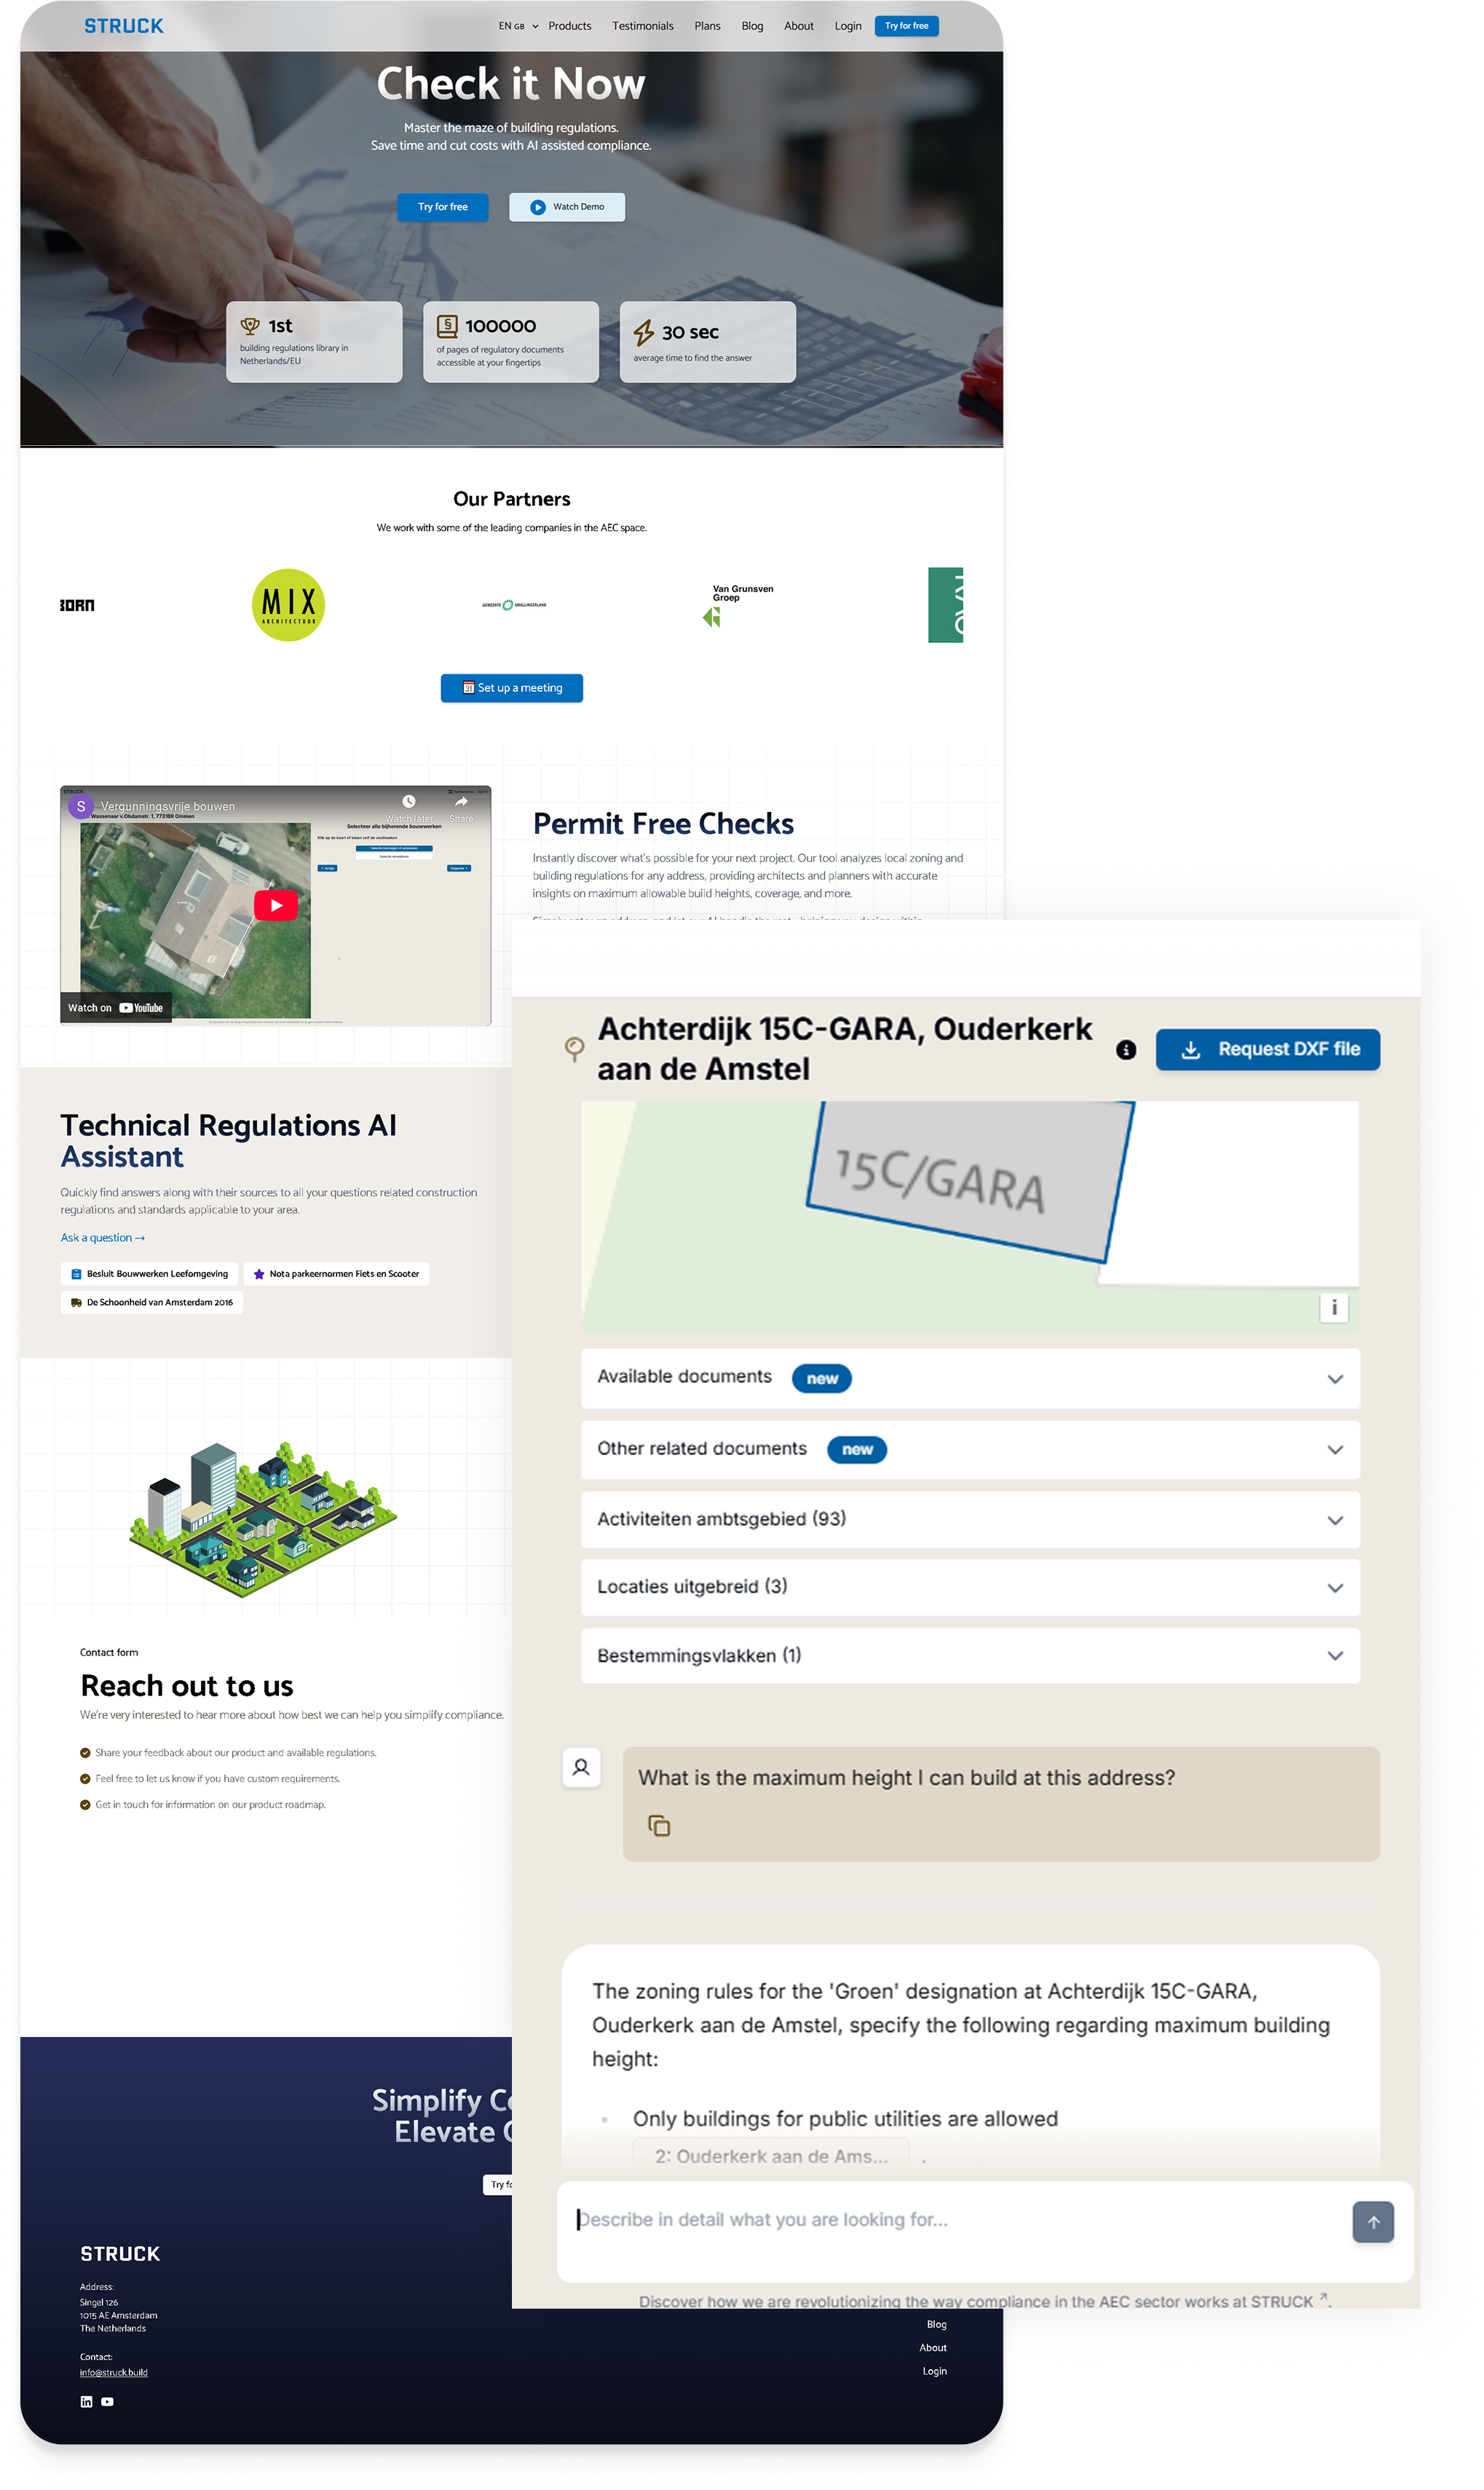 STRUCK
EN GB
Products
Testimonials
Plans
Blog
About
Login
Try for free
Check it Now
Master the maze of building regulations.
Save time and cut costs with AI assisted compliance.
Try for free
Watch Demo
1st
building regulations library in
Netherlands/EU
100000
of pages of regulatory documents
accessible at your fingertips
30 sec
average time to find the answer
Our Partners
We work with some of the leading companies in the AEC space.
MIX
ARCHITECTUUR
GEMEENTE SMALLINGERLAND
Van Grunsven
Groep
31 Set up a meeting
S
Vergunningsvrije bouwen
Watch later
Share
Wassenaar v.Obdamstr. 1, 7731BR Ommen
Selecteer alle bijhorende bouwwerken
Watch on YouTube
Permit Free Checks
Instantly discover what's possible for your next project. Our tool analyzes local zoning and
building regulations for any address, providing architects and planners with accurate
insights on maximum allowable build heights, coverage, and more.
Technical Regulations AI
Assistant
Quickly find answers along with their sources to all your questions related construction
regulations and standards applicable to your area.
Ask a question →
Besluit Bouwwerken Leefomgeving
Nota parkeernormen Fiets en Scooter
De Schoonheid van Amsterdam 2016
Contact form
Reach out to us
We're very interested to hear more about how best we can help you simplify compliance.
Share your feedback about our product and available regulations.
Feel free to let us know if you have custom requirements.
Get in touch for information on our product roadmap.
Simplify
Elevate
Try
STRUCK
Address:
Singel 126
1015 AE Amsterdam
The Netherlands
Contact:
info@struck.build
Blog
About
Login
Achterdijk 15C-GARA, Ouderkerk
aan de Amstel
Request DXF file
15C/GARA
i
Available documents
new
Other related documents
new
Activiteiten ambtsgebied (93)
Locaties uitgebreid (3)
Bestemmingsvlakken (1)
What is the maximum height I can build at this address?
The zoning rules for the 'Groen' designation at Achterdijk 15C-GARA,
Ouderkerk aan de Amstel, specify the following regarding maximum building
height:
Only buildings for public utilities are allowed
2: Ouderkerk aan de Ams... .
Describe in detail what you are looking for...
Discover how we are revolutionizing the way compliance in the AEC sector works at STRUCK ↗.